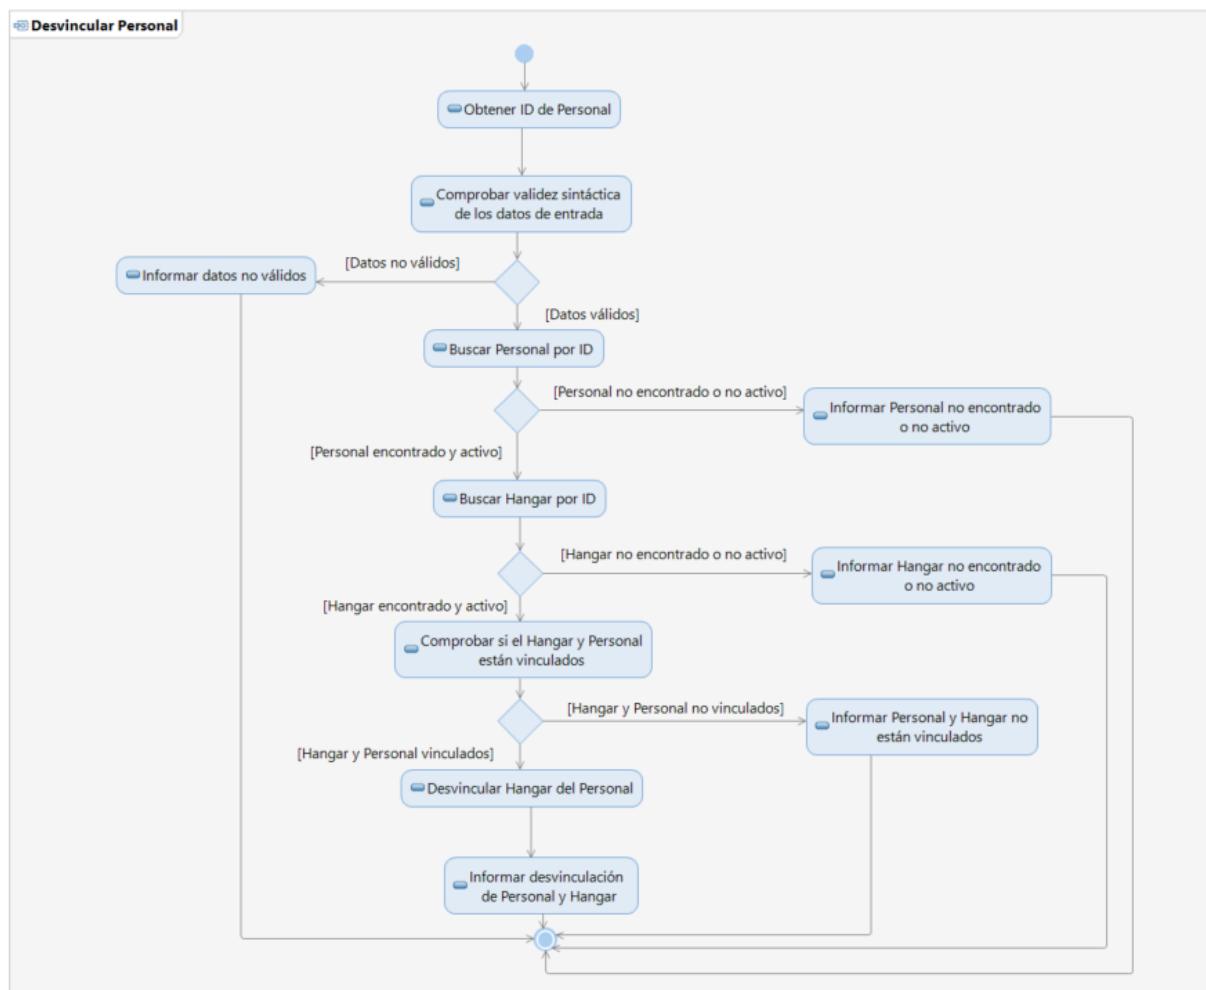 Desvincular Personal
Obtener ID de Personal
Comprobar validez sintáctica
de los datos de entrada
[Datos no válidos]
Informar datos no válidos
[Datos válidos]
Buscar Personal por ID
[Personal no encontrado o no activo]
Informar Personal no encontrado
o no activo
[Personal encontrado y activo]
Buscar Hangar por ID
[Hangar no encontrado o no activo]
Informar Hangar no encontrado
o no activo
[Hangar encontrado y activo]
Comprobar si el Hangar y Personal
están vinculados
[Hangar y Personal no vinculados]
Informar Personal y Hangar no
están vinculados
[Hangar y Personal vinculados]
Desvincular Hangar del Personal
Informar desvinculación
de Personal y Hangar